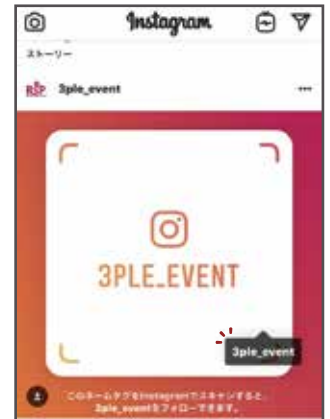 Instagram
ストーリー
RSP 3ple_event
3PLE_EVENT
3ple_event
このネームタグをInstagramでスキャンすると、
3ple_eventをフォローできます。